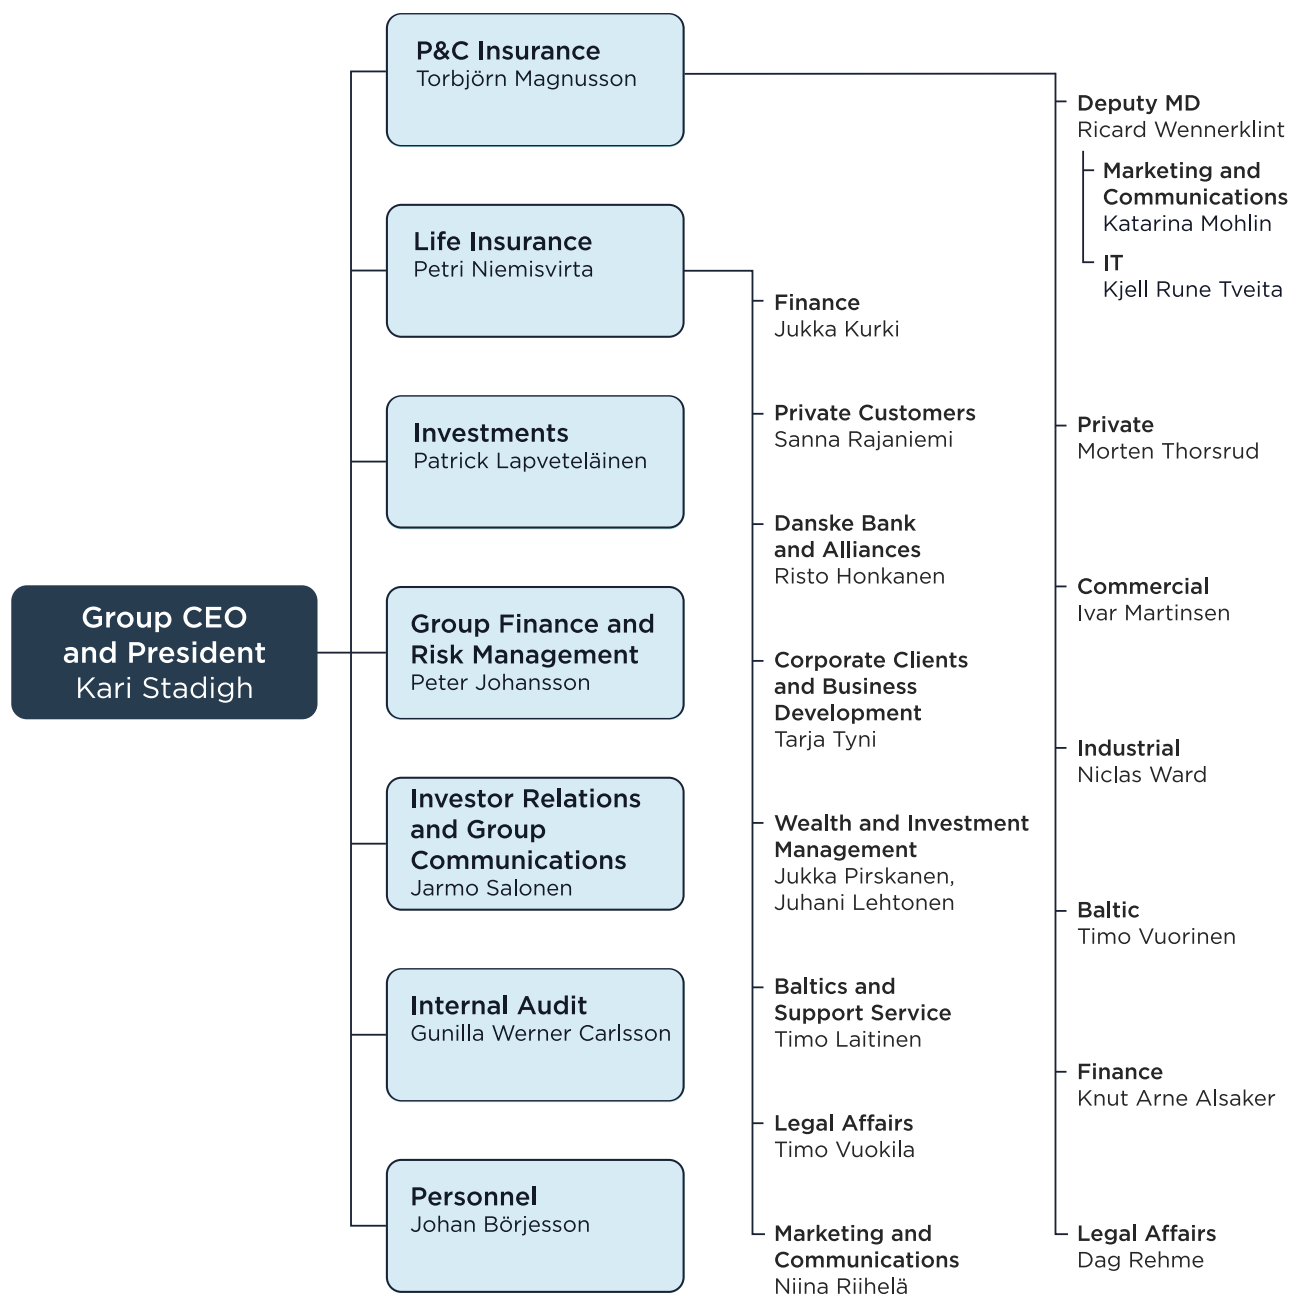 P&C Insurance
Torbjörn Magnusson
Life Insurance
Petri Niemisvirta
Investments
Patrick Lapveteläinen
Group CEO
and President
Kari Stadigh
Group Finance and
Risk Management
Peter Johansson
Investor Relations
and Group
Communications
Jarmo Salonen
Internal Audit
Gunilla Werner Carlsson
Personnel
Johan Börjesson
Finance
Jukka Kurki
Private Customers
Sanna Rajaniemi
Danske Bank
and Alliances
Risto Honkanen
Corporate Clients
and Business
Development
Tarja Tyni
Wealth and Investment
Management
Jukka Pirskanen,
Juhani Lehtonen
Baltics and
Support Service
Timo Laitinen
Legal Affairs
Timo Vuokila
Marketing and
Communications
Niina Riihelä
Deputy MD
Ricard Wennerklint
Marketing and
Communications
Katarina Mohlin
IT
Kjell Rune Tveita
Private
Morten Thorsrud
Commercial
Ivar Martinsen
Industrial
Niclas Ward
Baltic
Timo Vuorinen
Finance
Knut Arne Alsaker
Legal Affairs
Dag Rehme